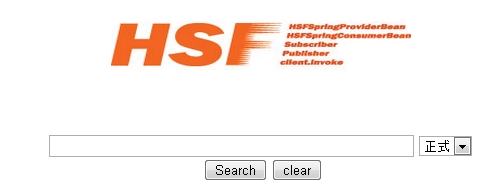 HSF
HSFSpringProviderBean
HSFSpringConsumerBean
Subscriber
Publisher
client.invoke
正式
Search clear